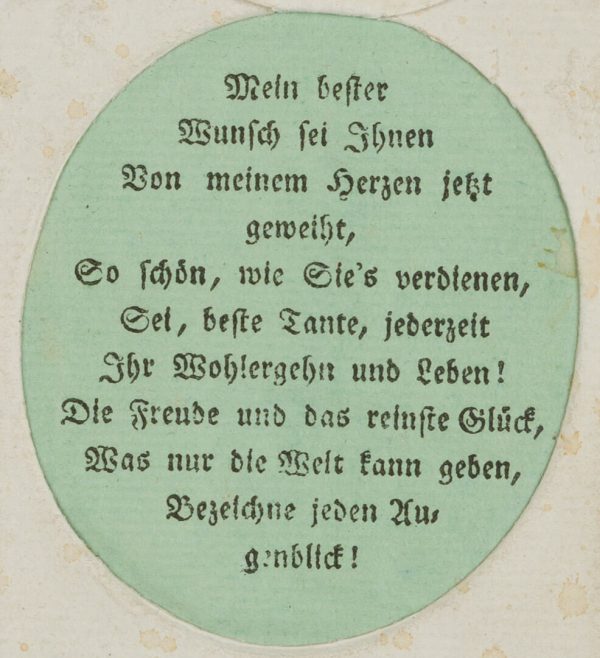 Mein bester
Wunsch sei Ihnen
Von meinem Herzen jetzt
geweiht,
So schön, wie Sie's verdienen,
Sei, beste Tante, jederzeit
Ihr Wohlergehn und Leben!
Die Freude und das reinste Glück,
Was nur die Welt kann geben,
Bezeichne jeden Au-
genblick!